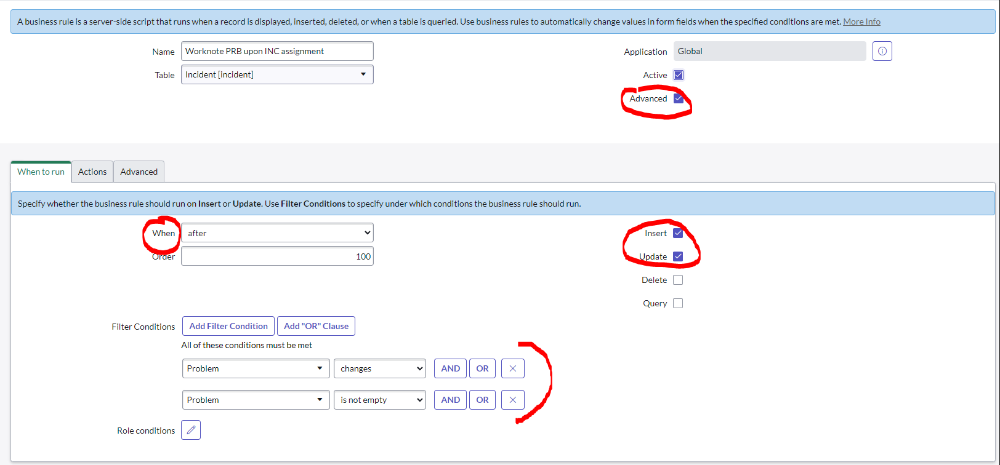 A business rule is a server-side script that runs when a record is displayed, inserted, deleted, or when a table is queried. Use business rules to automatically change values in form fields when the specified conditions are met. More Info
Name Worknote PRB upon INC assignment Application Global
Table Incident [incident] Active
Advanced
When to run Actions Advanced
Specify whether the business rule should run on Insert or Update. Use Filter Conditions to specify under which conditions the business rule should run.
When after Insert
Order 100 Update
Delete
Query
Filter Conditions Add Filter Condition Add "OR" Clause
All of these conditions must be met
Problem changes AND OR
Problem is not empty AND OR
Role conditions